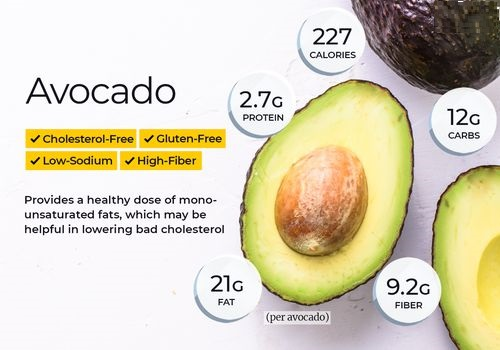 227
CALORIES
Avocado
2.7G
PROTEIN
12G
CARBS
✓ Cholesterol-Free ✓ Gluten-Free
✓ Low-Sodium ✓ High-Fiber
Provides a healthy dose of mono-
unsaturated fats, which may be
helpful in lowering bad cholesterol
21G
FAT
9.2G
FIBER
(per avocado)